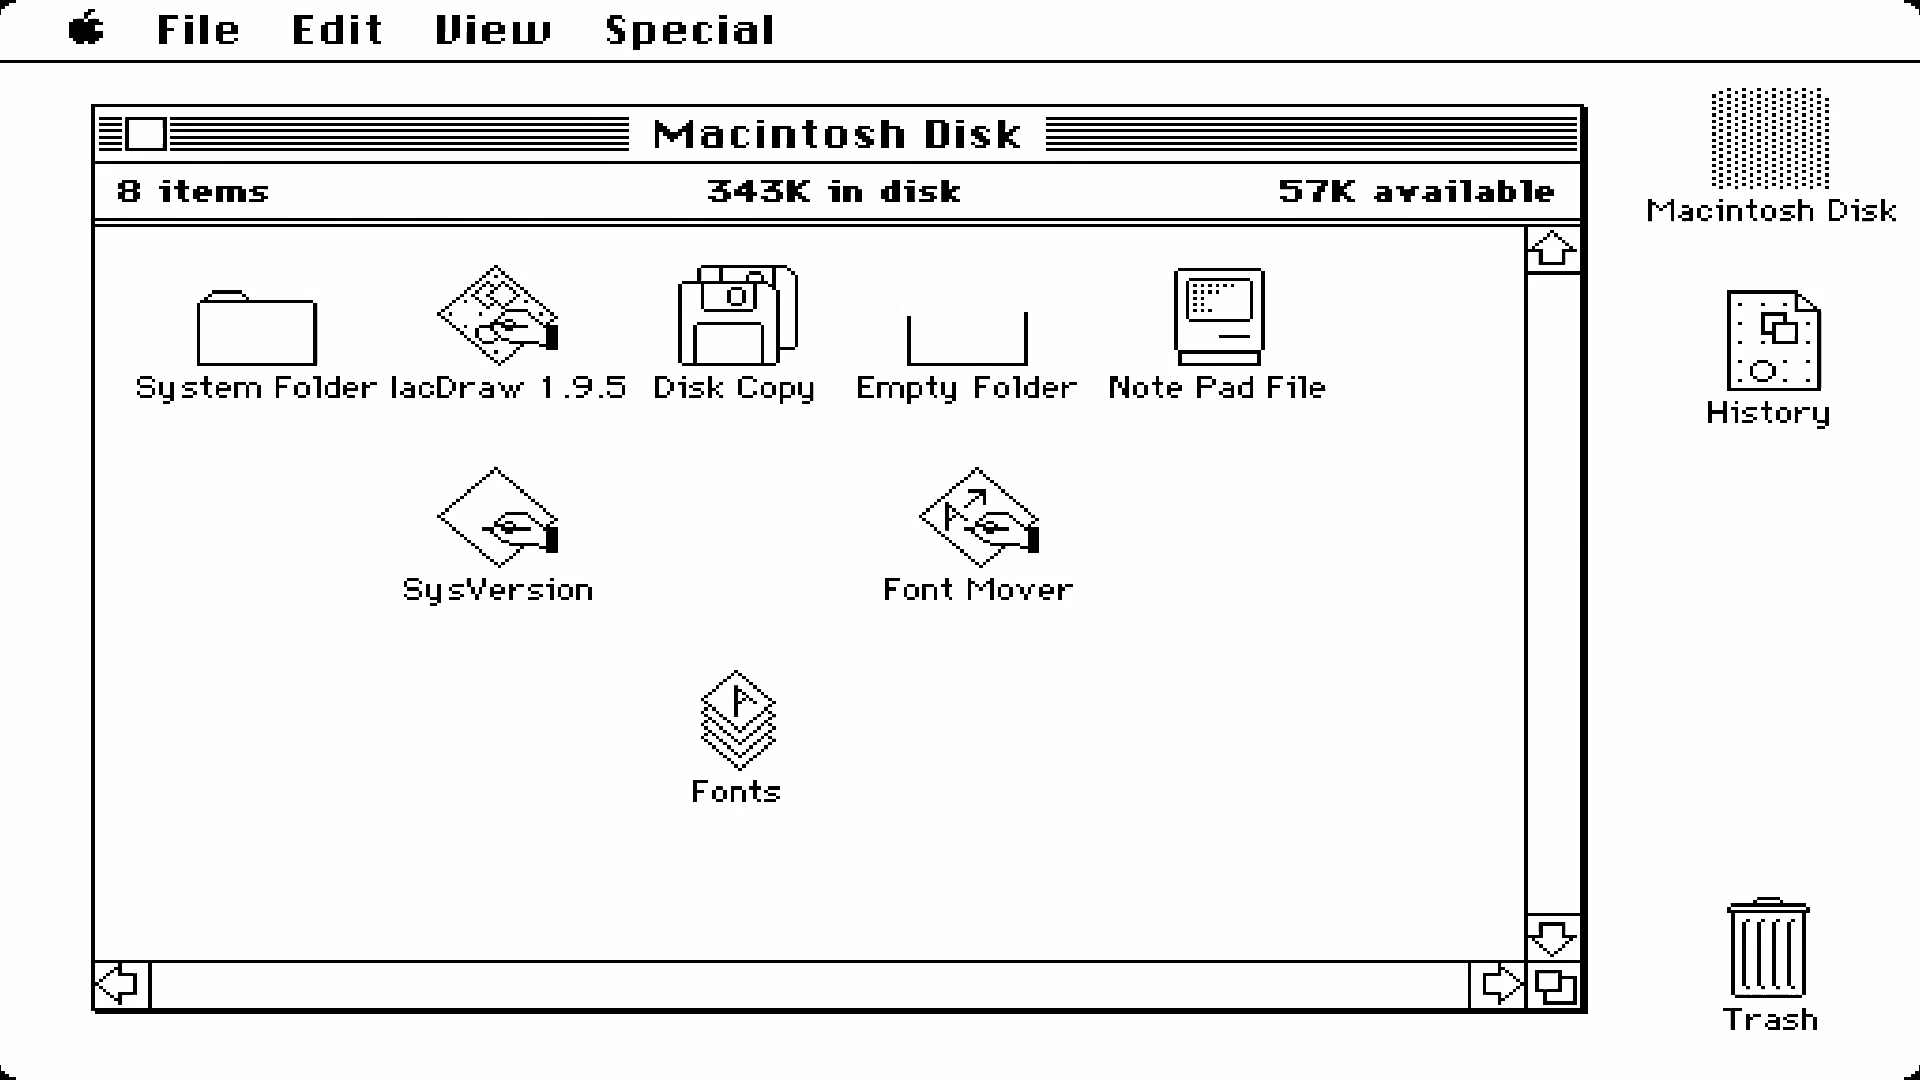 File Edit View Special
Macintosh Disk
8 items 343K in disk 57K available
Macintosh Disk
System Folder lacDraw 1.9.5 Disk Copy Empty Folder Note Pad File
History
SysVersion Font Mover
Fonts
Trash